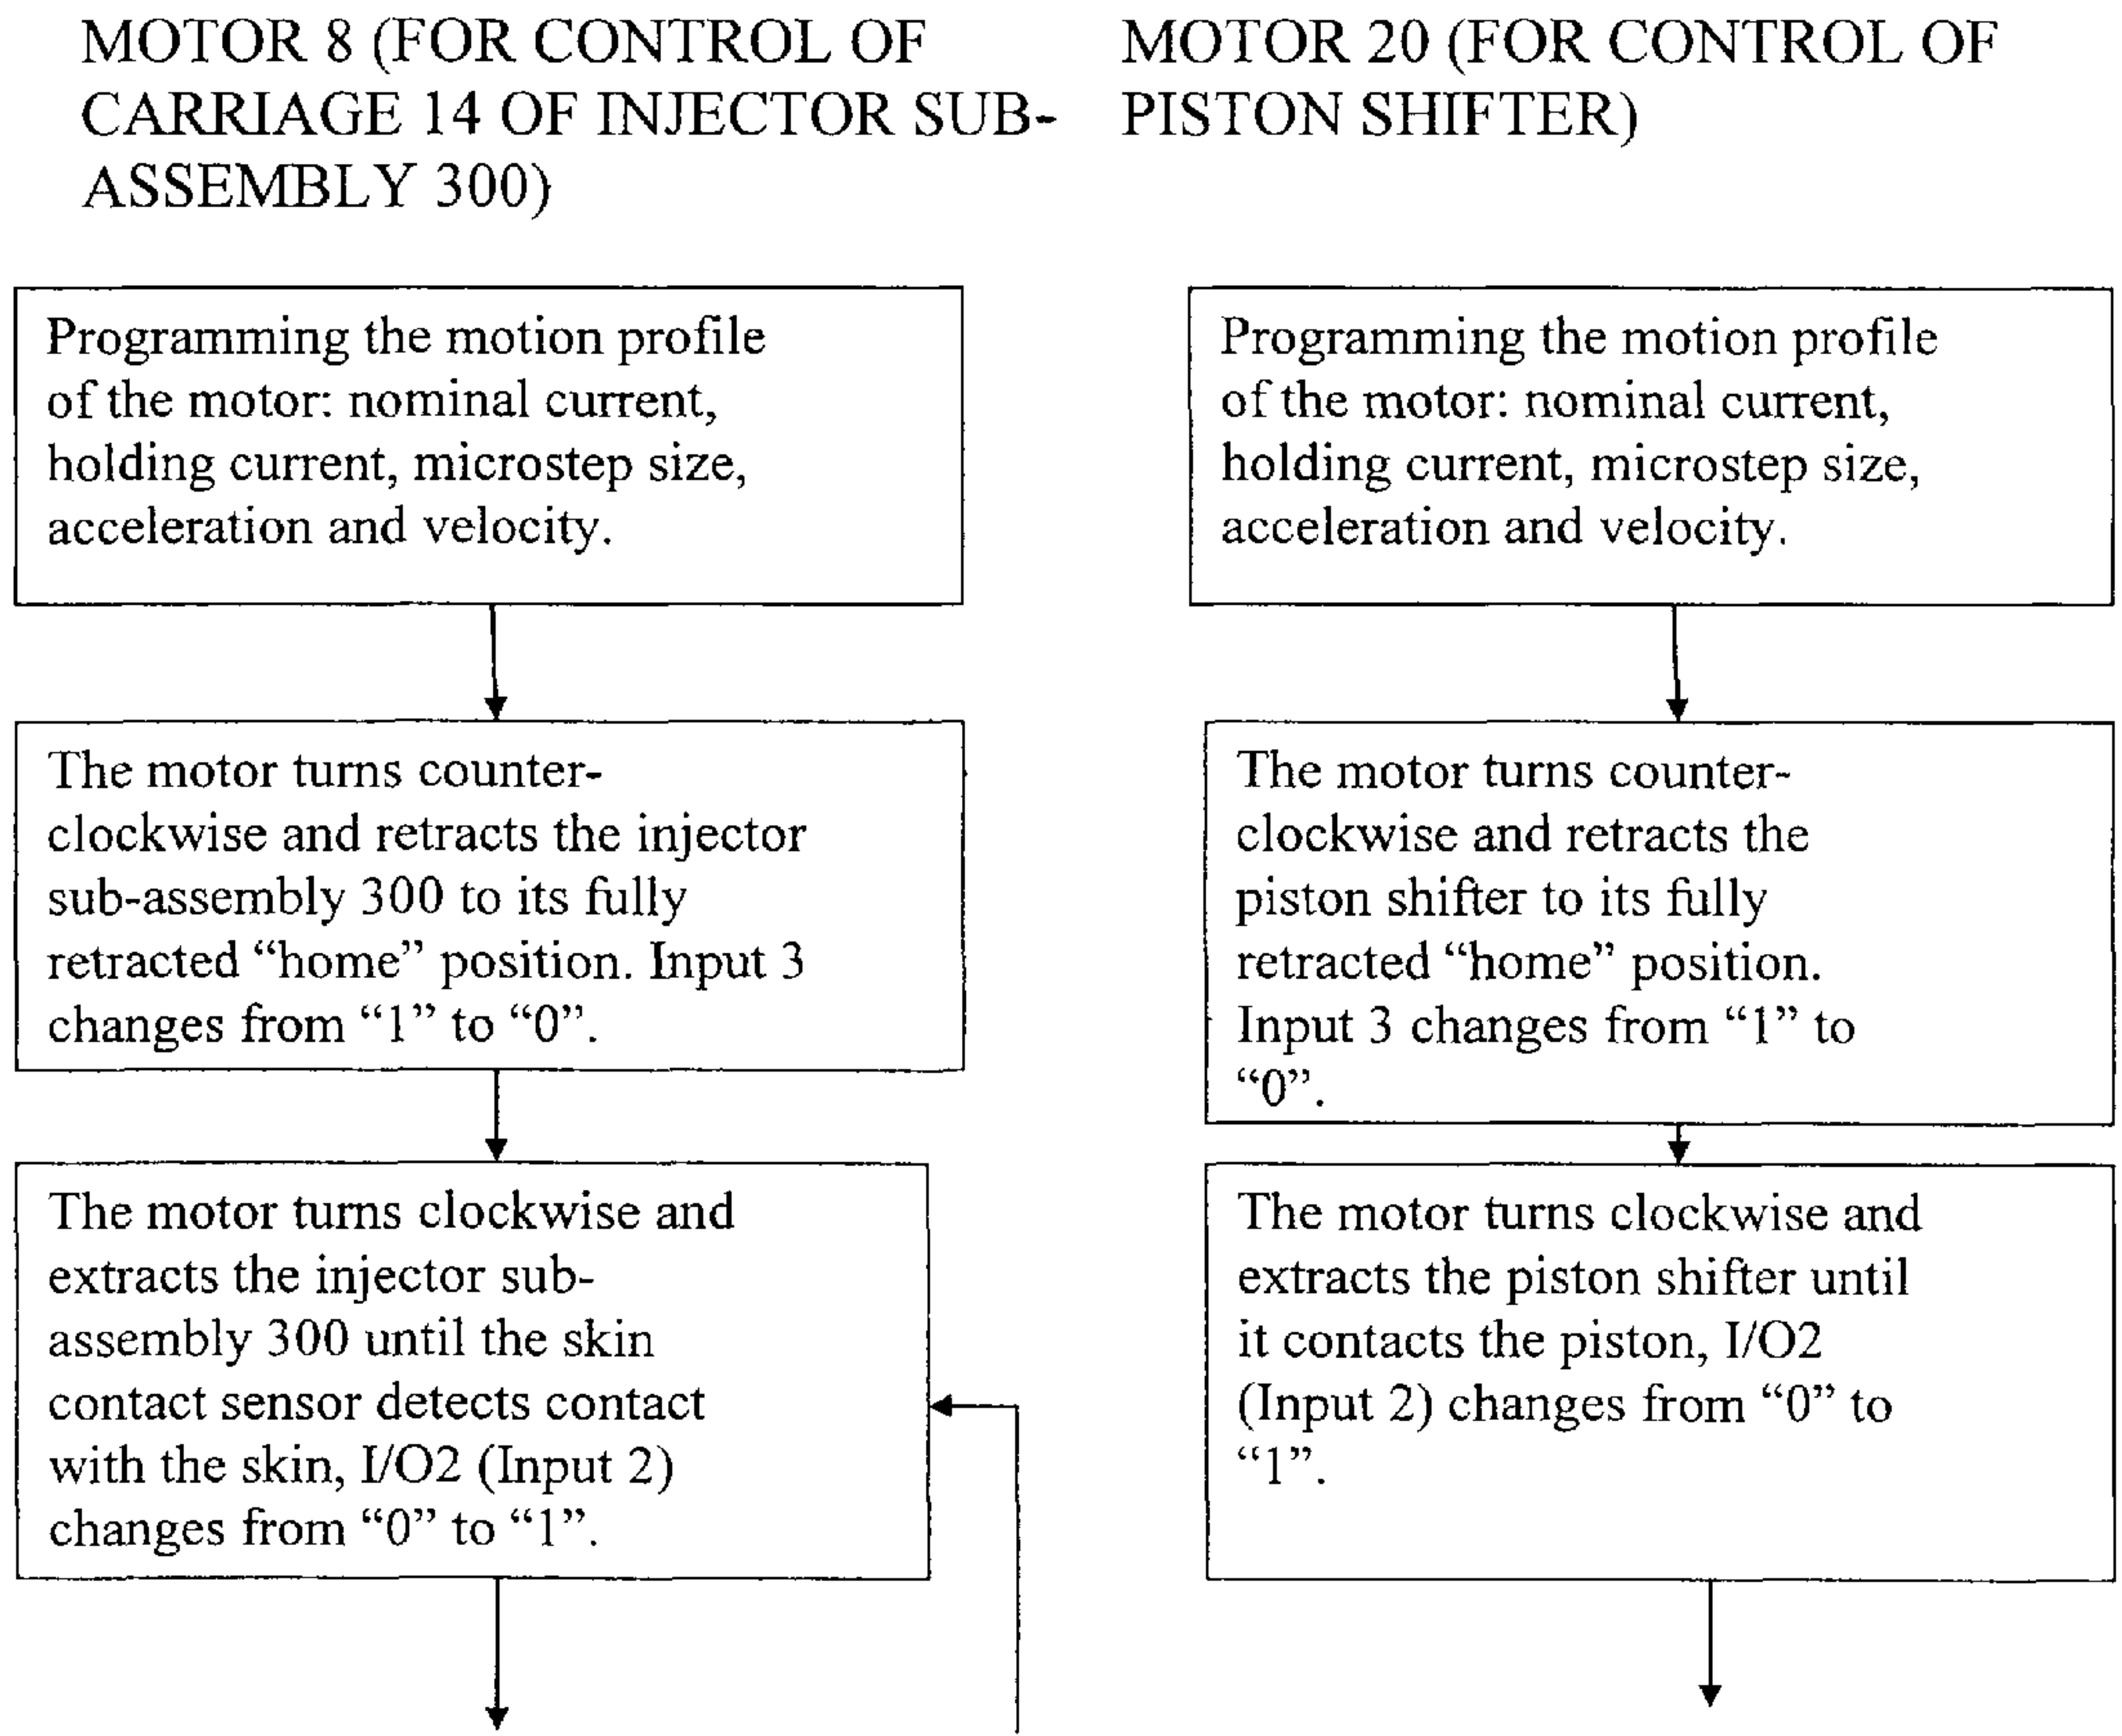 MOTOR 8 (FOR CONTROL OF
CARRIAGE 14 OF INJECTOR SUB-
ASSEMBLY 300)
MOTOR 20 (FOR CONTROL OF
PISTON SHIFTER)
Programming the motion profile
of the motor: nominal current,
holding current, microstep size,
acceleration and velocity.
The motor turns counter-
clockwise and retracts the injector
sub-assembly 300 to its fully
retracted “home” position. Input 3
changes from “1” to “0”.
The motor turns clockwise and
extracts the injector sub-
assembly 300 until the skin
contact sensor detects contact
with the skin, I/O2 (Input 2)
changes from “0” to “1”.
Programming the motion profile
of the motor: nominal current,
holding current, microstep size,
acceleration and velocity.
The motor turns counter-
clockwise and retracts the
piston shifter to its fully
retracted “home” position.
Input 3 changes from “1” to
“0”.
The motor turns clockwise and
extracts the piston shifter until
it contacts the piston, I/O2
(Input 2) changes from “0” to
“1”.